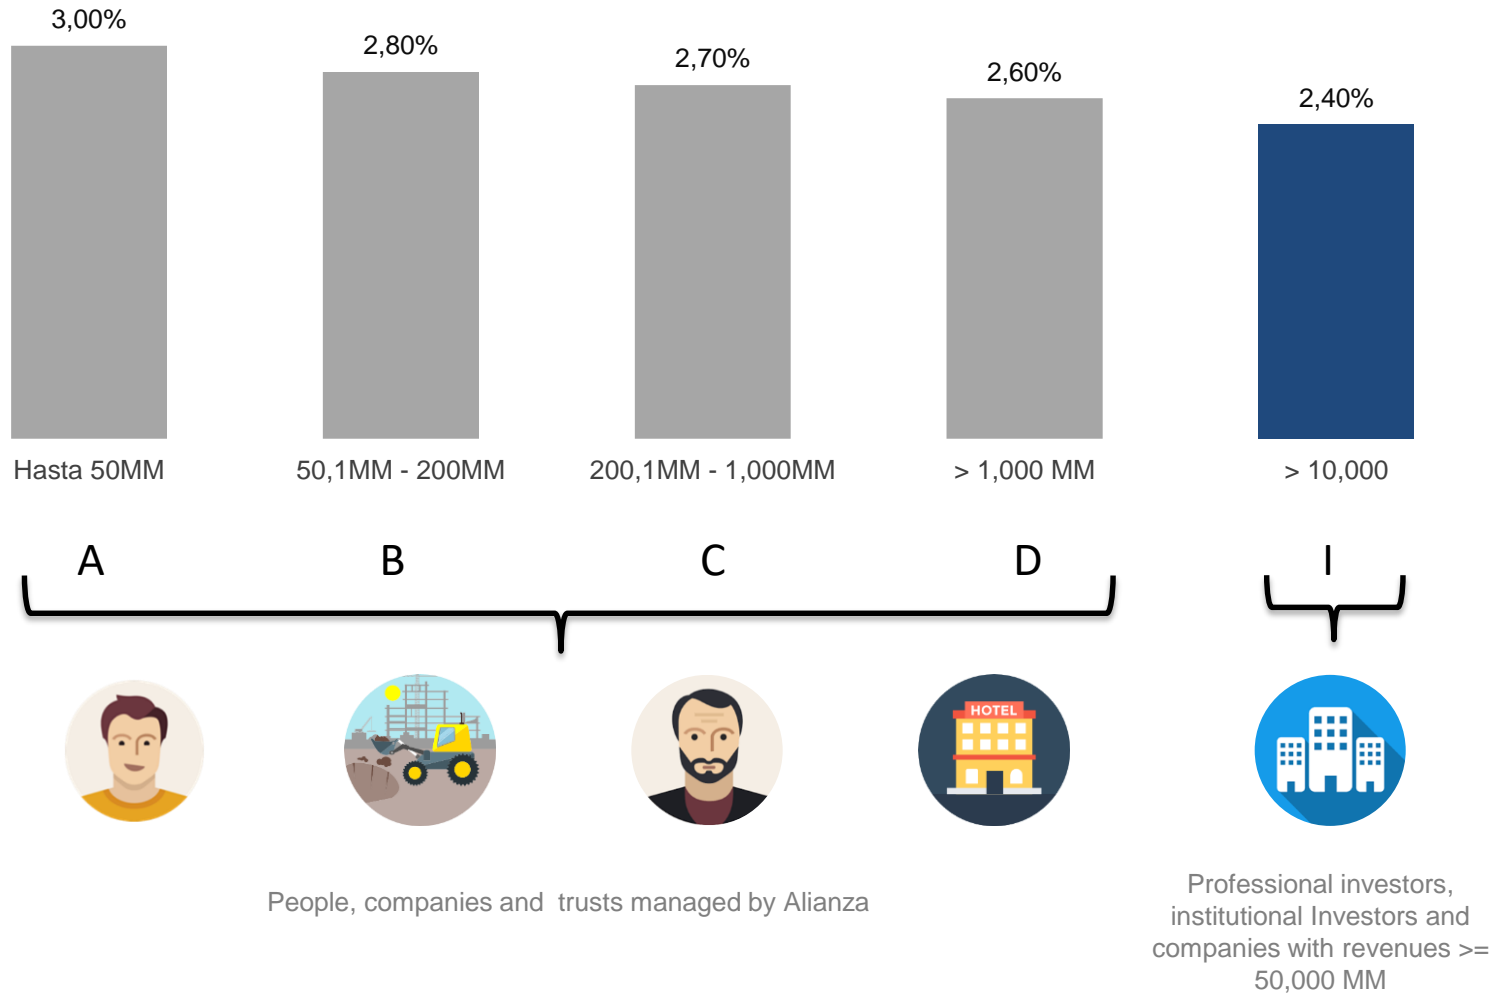 3,00%
2,80%
2,70%
2,60%
2,40%
Hasta 50MM
50,1MM - 200MM
200,1MM - 1,000MM
> 1,000 MM
> 10,000
A
B
C
D
I
HOTEL
People, companies and  trusts managed by Alianza
Professional investors,
institutional Investors and
companies with revenues >=
50,000 MM